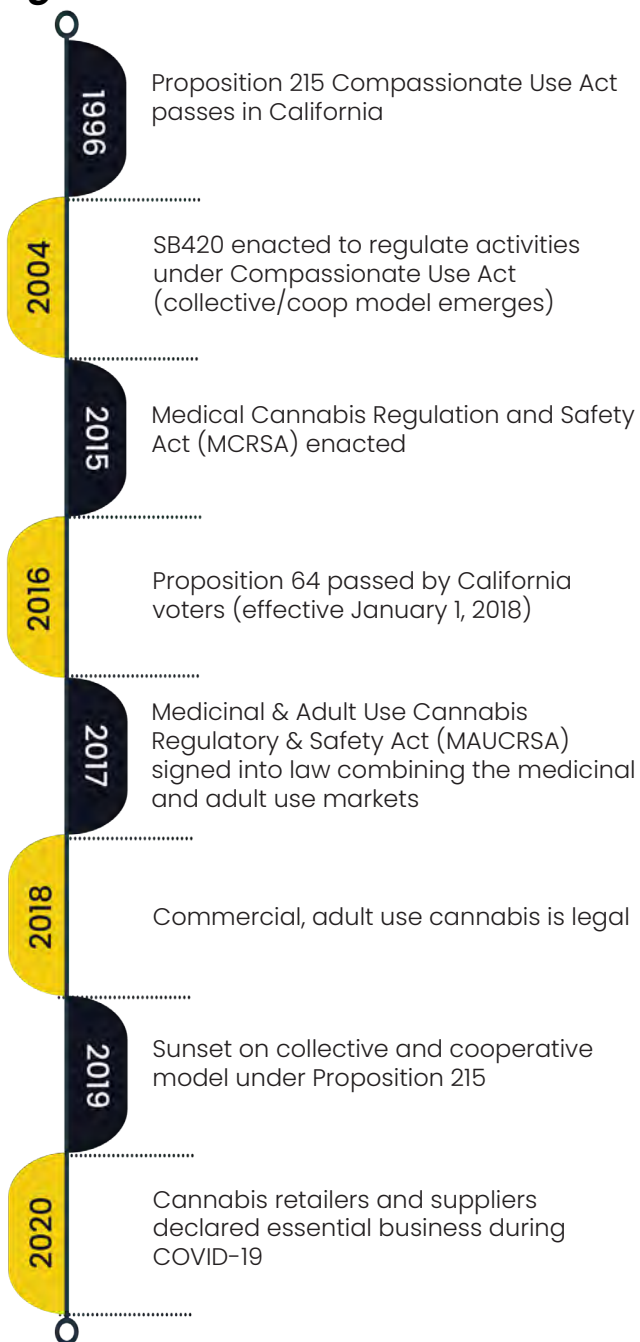 1996
Proposition 215 Compassionate Use Act
passes in California
2004
SB420 enacted to regulate activities
under Compassionate Use Act
(collective/coop model emerges)
2015
Medical Cannabis Regulation and Safety
Act (MCRSA) enacted
2016
Proposition 64 passed by California
voters (effective January 1, 2018)
2017
Medicinal & Adult Use Cannabis
Regulatory & Safety Act (MAUCRSA)
signed into law combining the medicinal
and adult use markets
2018
Commercial, adult use cannabis is legal
2019
Sunset on collective and cooperative
model under Proposition 215
2020
Cannabis retailers and suppliers
declared essential business during
COVID-19